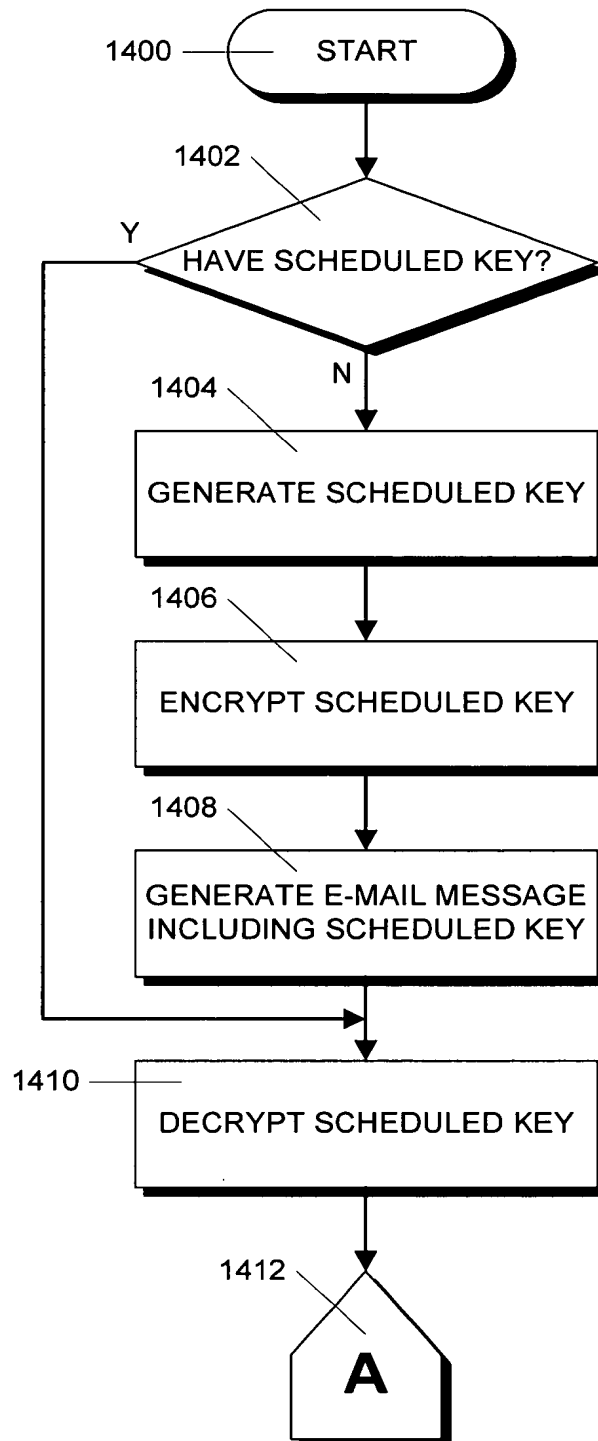 1400
START
1402
Y
HAVE SCHEDULED KEY?
N
1404
GENERATE SCHEDULED KEY
1406
ENCRYPT SCHEDULED KEY
1408
GENERATE E-MAIL MESSAGE
INCLUDING SCHEDULED KEY
1410
DECRYPT SCHEDULED KEY
1412
A